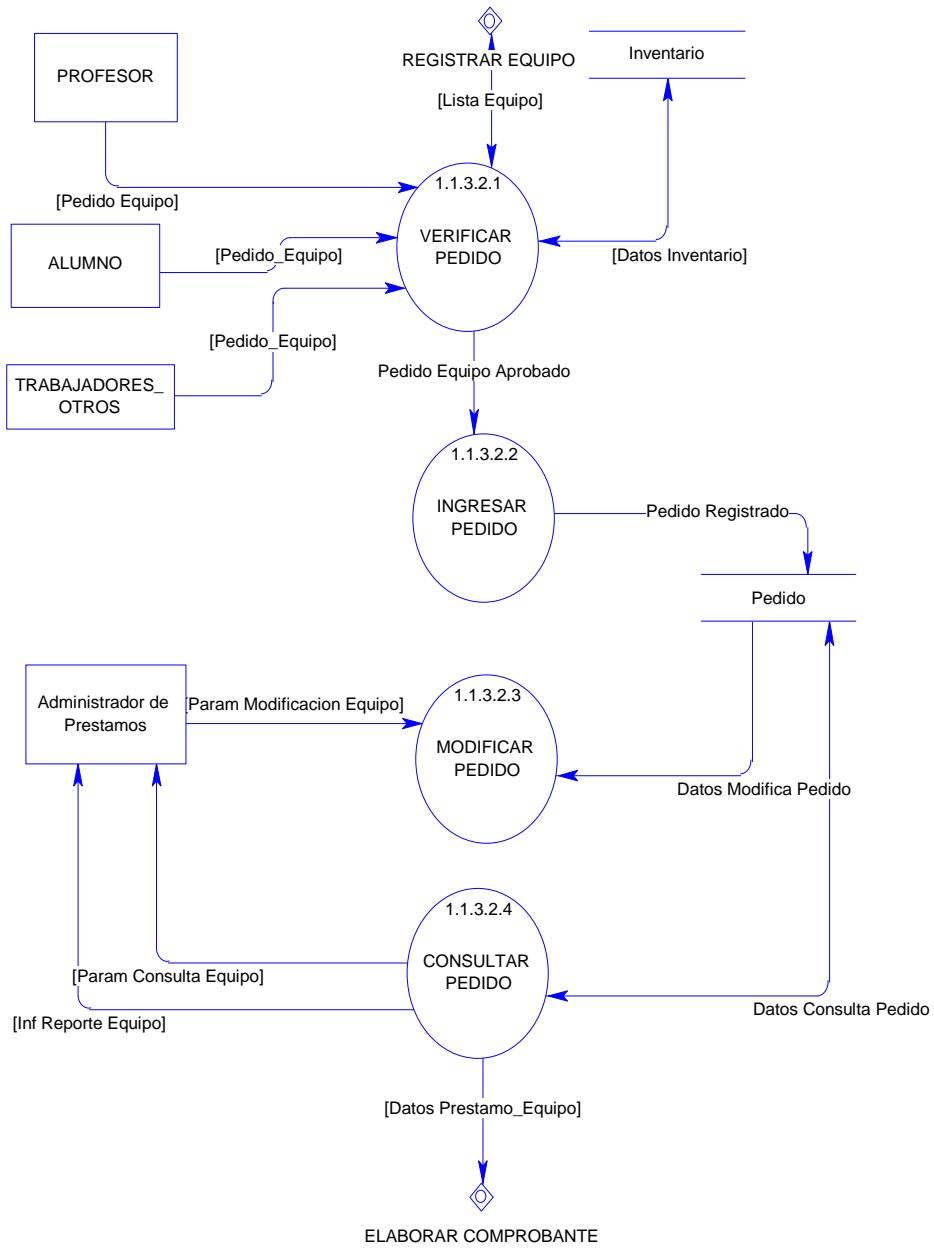 PROFESOR
REGISTRAR EQUIPO
[Lista Equipo]
Inventario
[Pedido Equipo]
1.1.3.2.1
VERIFICAR
PEDIDO
ALUMNO
[Pedido_Equipo]
[Datos Inventario]
[Pedido_Equipo]
TRABAJADORES_
OTROS
Pedido Equipo Aprobado
1.1.3.2.2
INGRESAR
PEDIDO
Pedido Registrado
Pedido
Administrador de
Prestamos
[Param Modificacion Equipo]
1.1.3.2.3
MODIFICAR
PEDIDO
Datos Modifica Pedido
1.1.3.2.4
CONSULTAR
PEDIDO
[Param Consulta Equipo]
[Inf Reporte Equipo]
Datos Consulta Pedido
[Datos Prestamo_Equipo]
ELABORAR COMPROBANTE